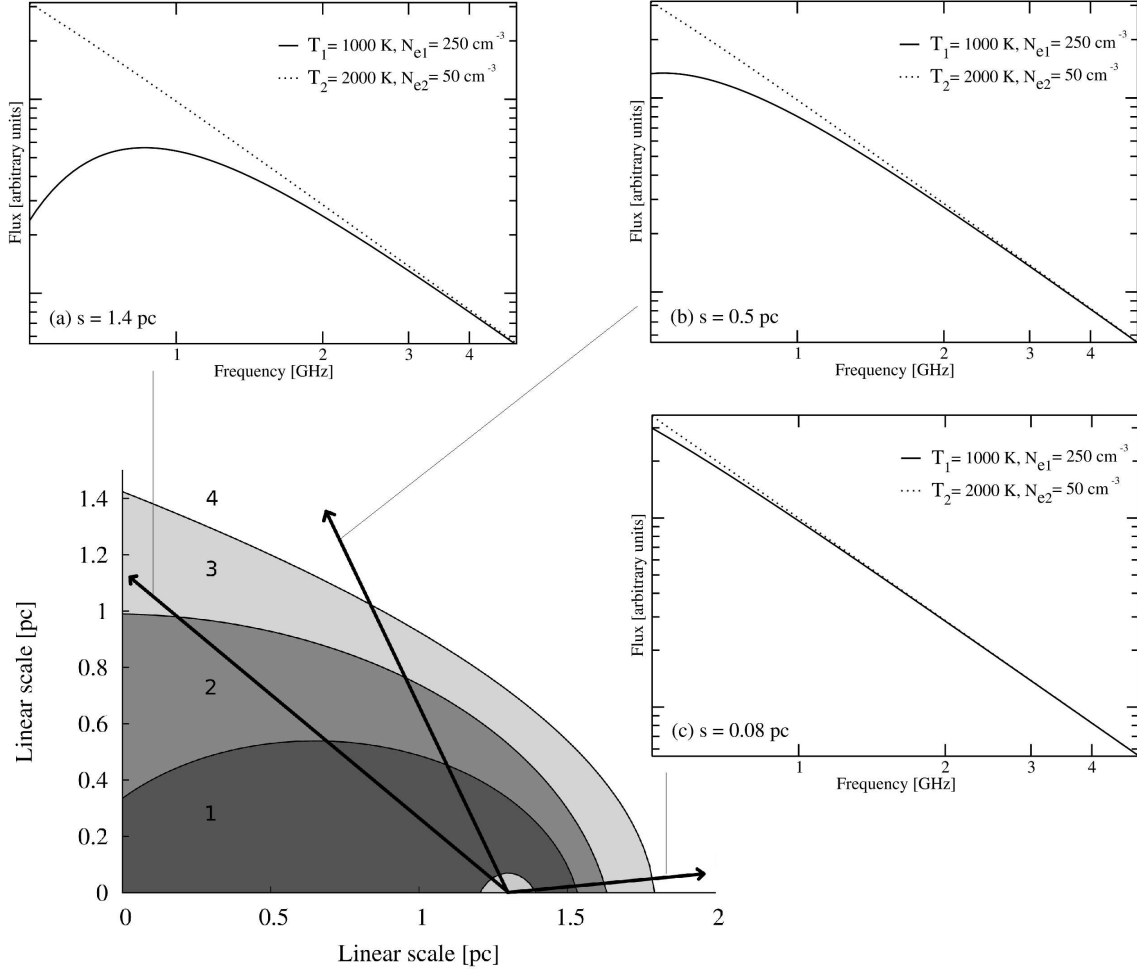 T₁= 1000 K, Nₑ₁= 250 cm⁻³
T₂= 2000 K, Nₑ₂= 50 cm⁻³
Flux [arbitrary units]
(a) s = 1.4 pc
1 2 3 4
Frequency [GHz]
T₁= 1000 K, Nₑ₁= 250 cm⁻³
T₂= 2000 K, Nₑ₂= 50 cm⁻³
Flux [arbitrary units]
(b) s = 0.5 pc
1 2 3 4
Frequency [GHz]
T₁= 1000 K, Nₑ₁= 250 cm⁻³
T₂= 2000 K, Nₑ₂= 50 cm⁻³
Flux [arbitrary units]
(c) s = 0.08 pc
1 2 3 4
Frequency [GHz]
Linear scale [pc]
1.4
1.2
1
0.8
0.6
0.4
0.2
0
4
3
2
1
0 0.5 1 1.5 2
Linear scale [pc]